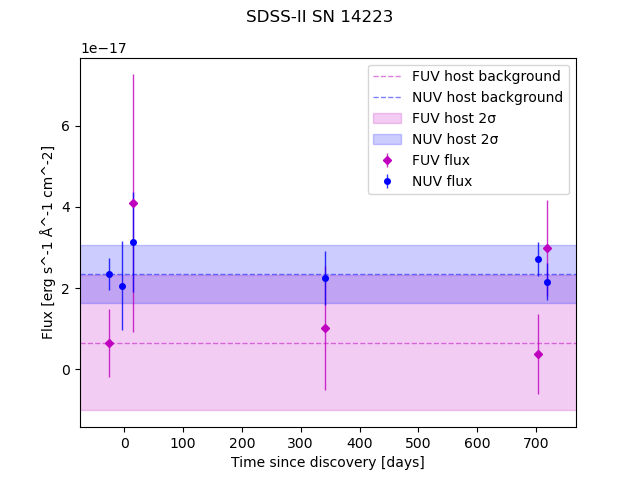 SDSS-II SN 14223
1e−17
FUV host background
NUV host background
FUV host 2σ
NUV host 2σ
FUV flux
NUV flux
Flux [erg s^-1 Å^-1 cm^-2]
6
4
2
0
0 100 200 300 400 500 600 700
Time since discovery [days]